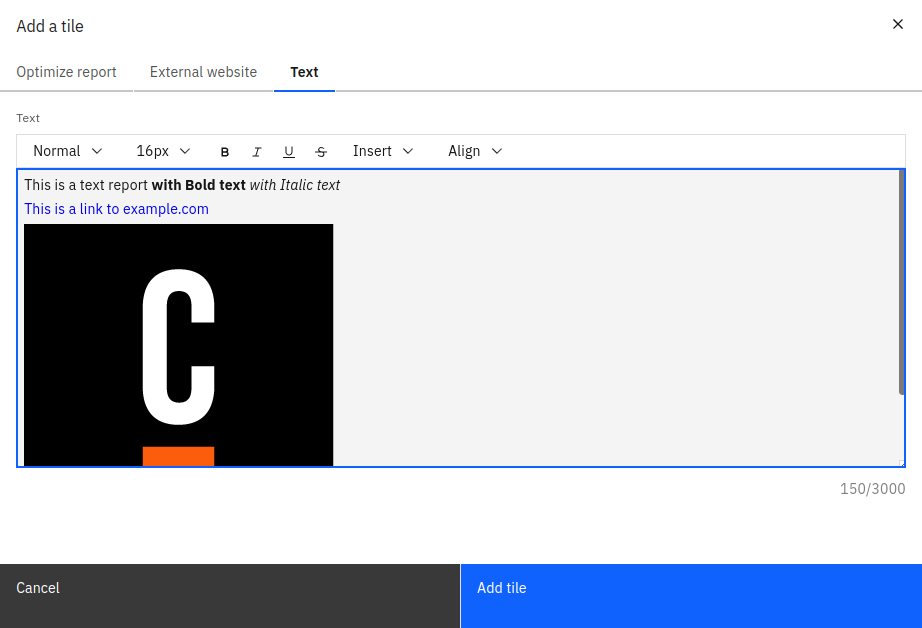 Add a tile
Optimize report External website Text
Text
Normal 16px B I U S Insert Align
This is a text report with Bold text with Italic text
This is a link to example.com
C
150/3000
Cancel Add tile